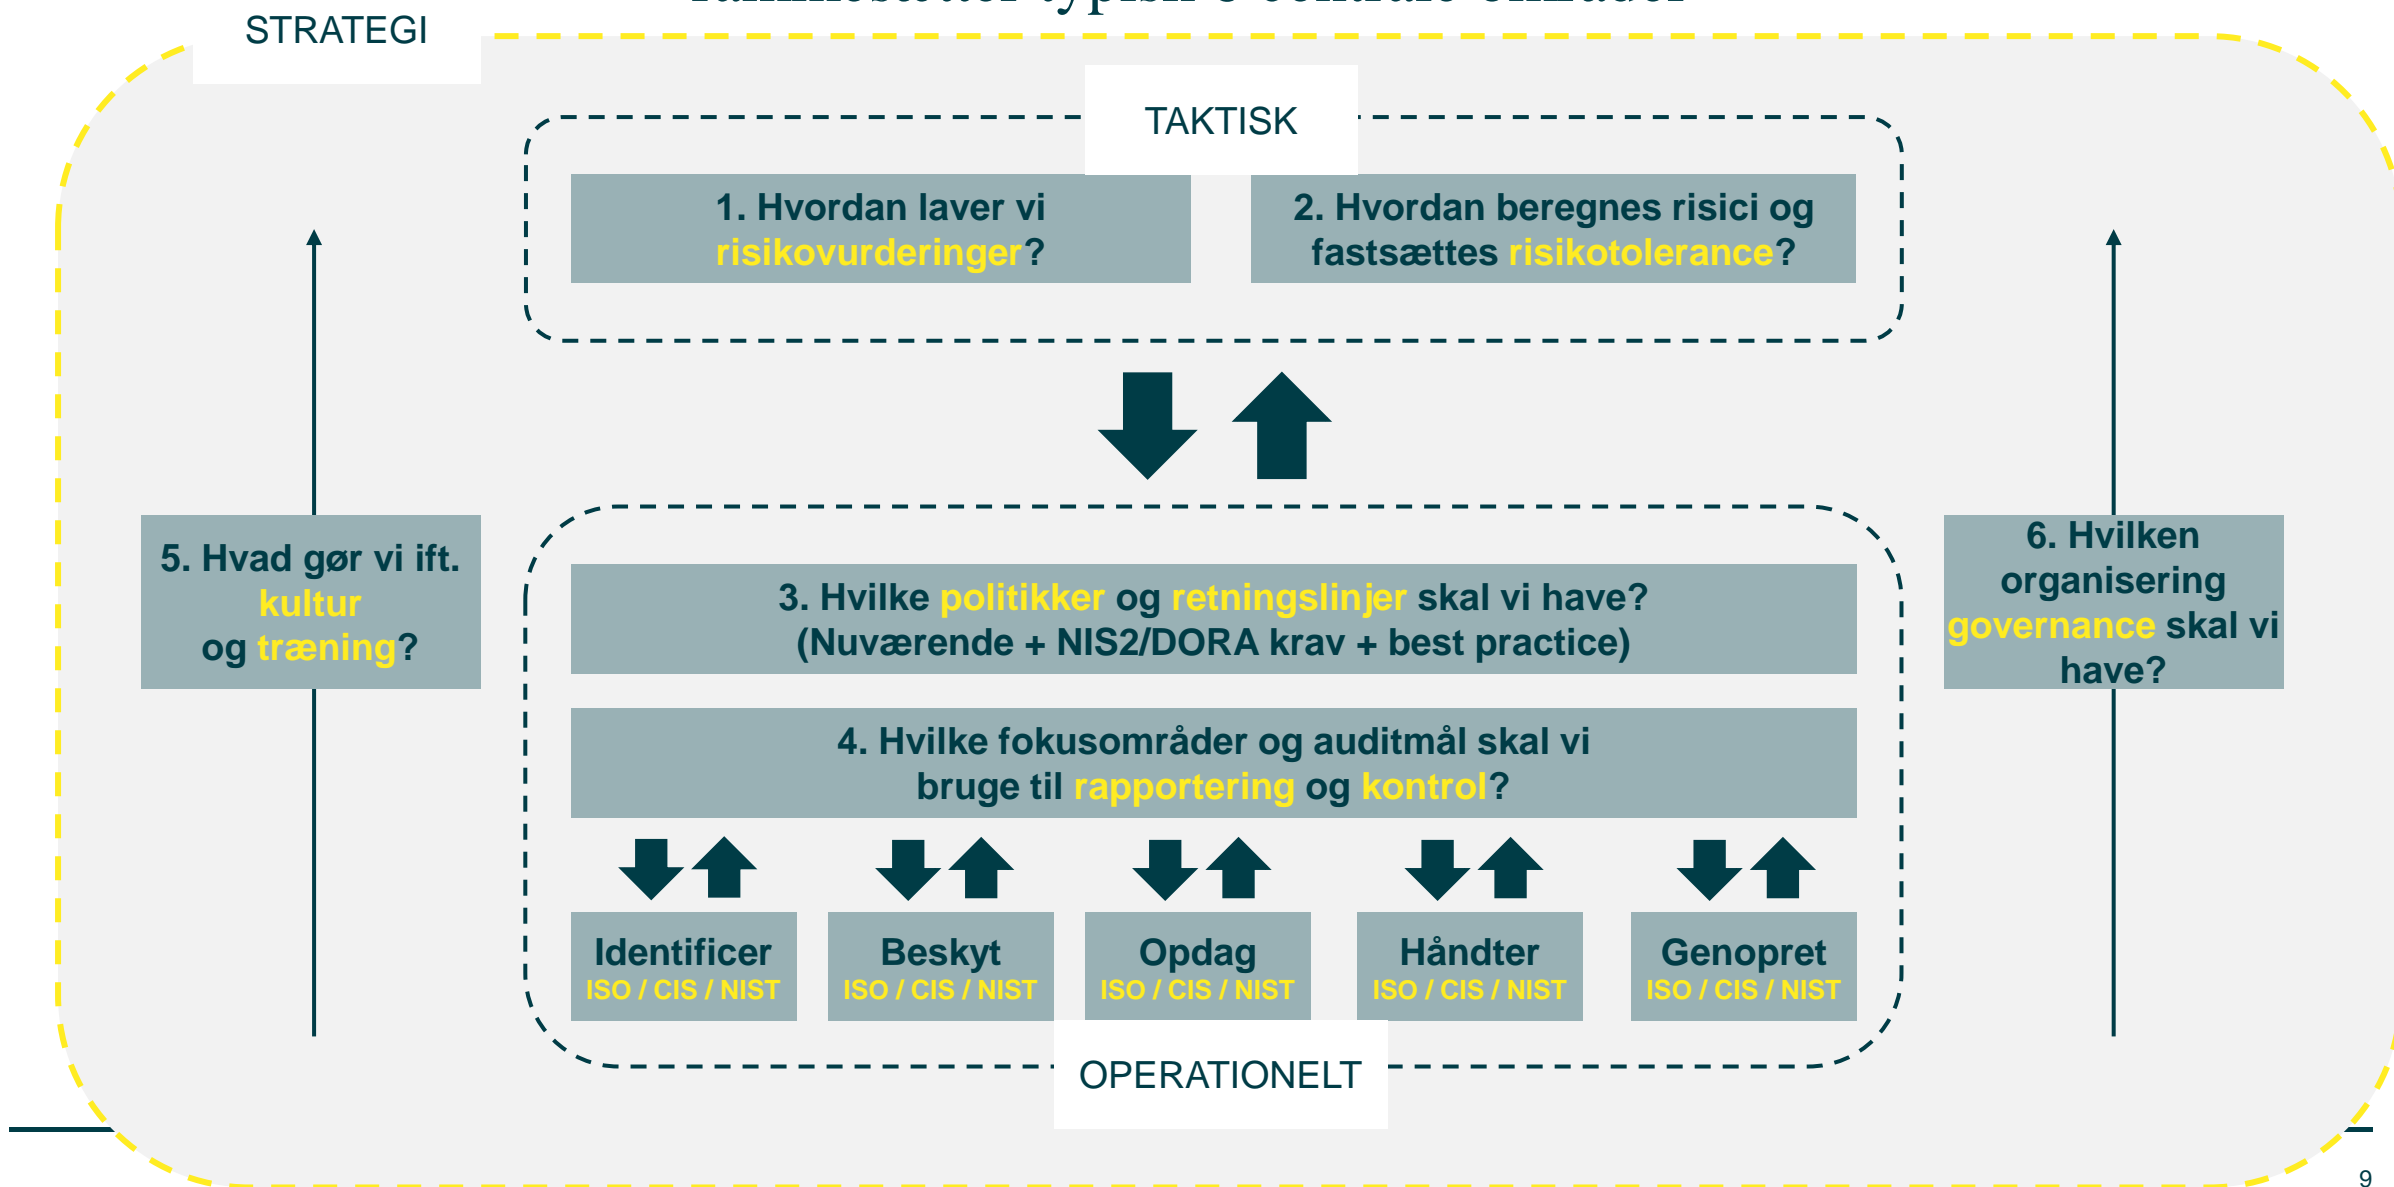 STRATEGI
TAKTISK
1. Hvordan laver vi
risikovurderinger?
2. Hvordan beregnes risici og
fastsættes risikotolerance?
5. Hvad gør vi ift.
kultur
og træning?
3. Hvilke politikker og retningslinjer skal vi have?
(Nuværende + NIS2/DORA krav + best practice)
6. Hvilken
organisering
governance skal vi
have?
4. Hvilke fokusområder og auditmål skal vi
bruge til rapportering og kontrol?
Identificer
ISO / CIS / NIST
Beskyt
ISO / CIS / NIST
Opdag
ISO / CIS / NIST
Håndter
ISO / CIS / NIST
Genopret
ISO / CIS / NIST
OPERATIONELT
9